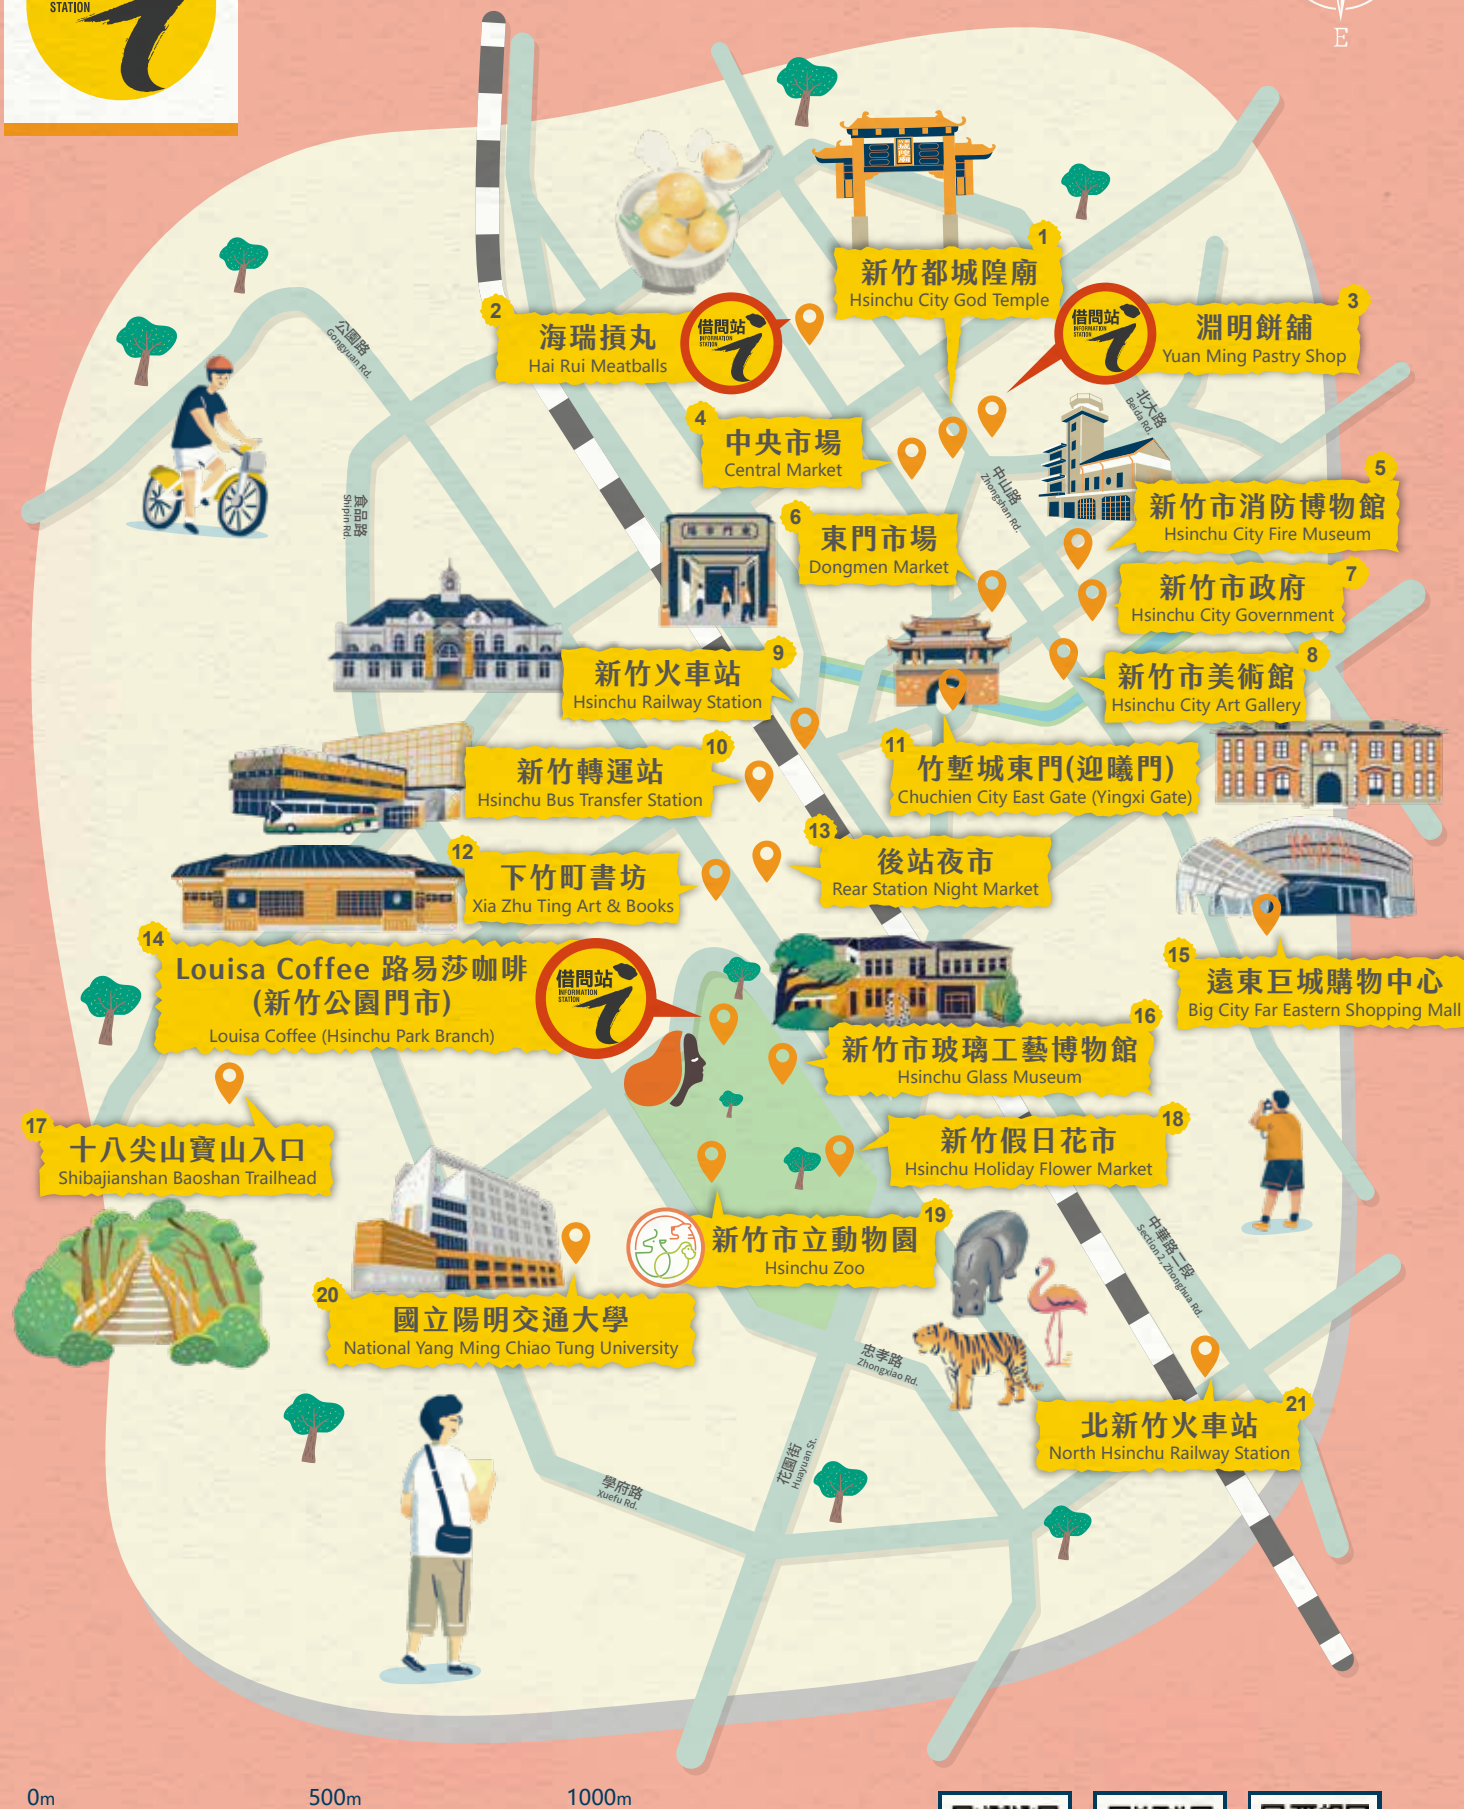 STATION
E
城隍廟
1
新竹都城隍廟
Hsinchu City God Temple
2
海瑞摃丸
Hai Rui Meatballs
借問站
INFORMATION
STATION
借問站
INFORMATION
STATION
3
淵明餅舖
Yuan Ming Pastry Shop
公園路
Gongyuan Rd.
北大路
Beida Rd.
4
中央市場
Central Market
中山路
Zhongshan Rd.
5
新竹市消防博物館
Hsinchu City Fire Museum
食品路
Shipin Rd.
東門市場
6
東門市場
Dongmen Market
7
新竹市政府
Hsinchu City Government
8
新竹市美術館
Hsinchu City Art Gallery
9
新竹火車站
Hsinchu Railway Station
10
新竹轉運站
Hsinchu Bus Transfer Station
11
竹塹城東門(迎曦門)
Chuchien City East Gate (Yingxi Gate)
12
下竹町書坊
Xia Zhu Ting Art & Books
13
後站夜市
Rear Station Night Market
14
Louisa Coffee 路易莎咖啡
(新竹公園門市)
Louisa Coffee (Hsinchu Park Branch)
借問站
INFORMATION
STATION
15
遠東巨城購物中心
Big City Far Eastern Shopping Mall
16
新竹市玻璃工藝博物館
Hsinchu Glass Museum
17
十八尖山寶山入口
Shibajianshan Baoshan Trailhead
18
新竹假日花市
Hsinchu Holiday Flower Market
19
新竹市立動物園
Hsinchu Zoo
中華路二段
Section 2, Zhonghua Rd.
20
國立陽明交通大學
National Yang Ming Chiao Tung University
忠孝路
Zhongxiao Rd.
21
北新竹火車站
North Hsinchu Railway Station
花園街
Huayuan St.
學府路
Xuefu Rd.
0m
500m
1000m